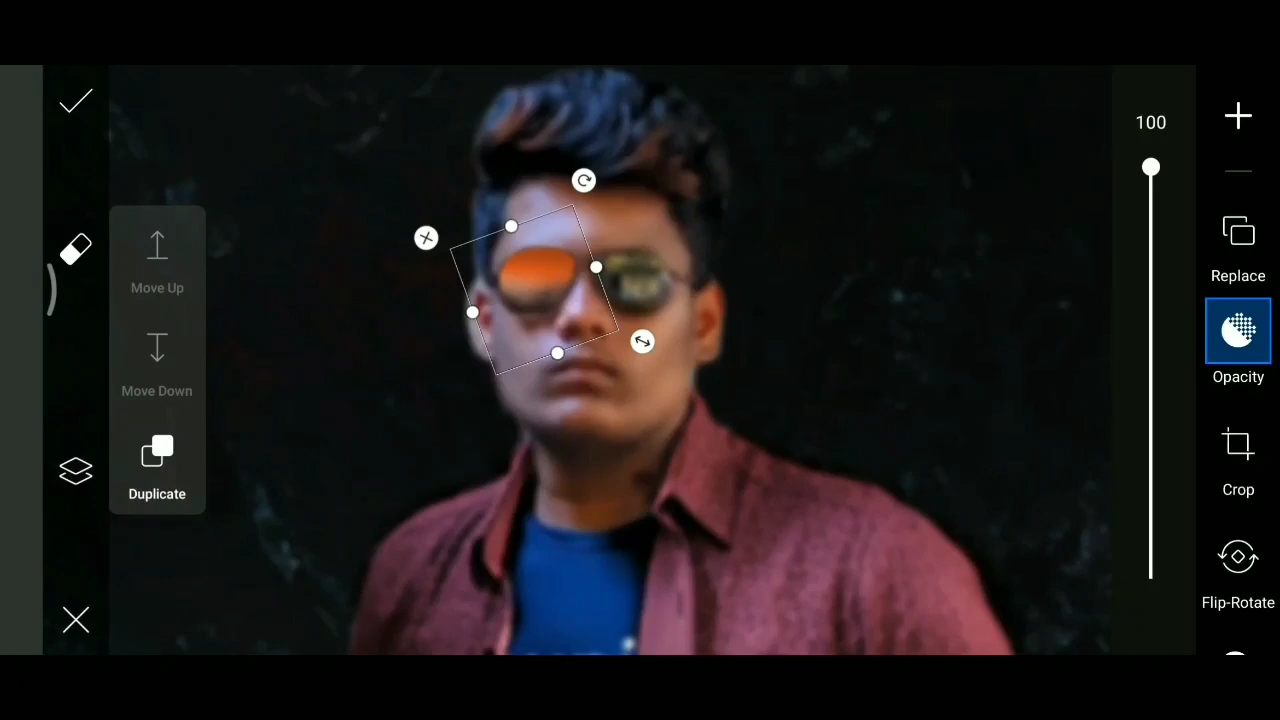 100
Move Up
Replace
Move Down
Opacity
Duplicate
Crop
Flip-Rotate